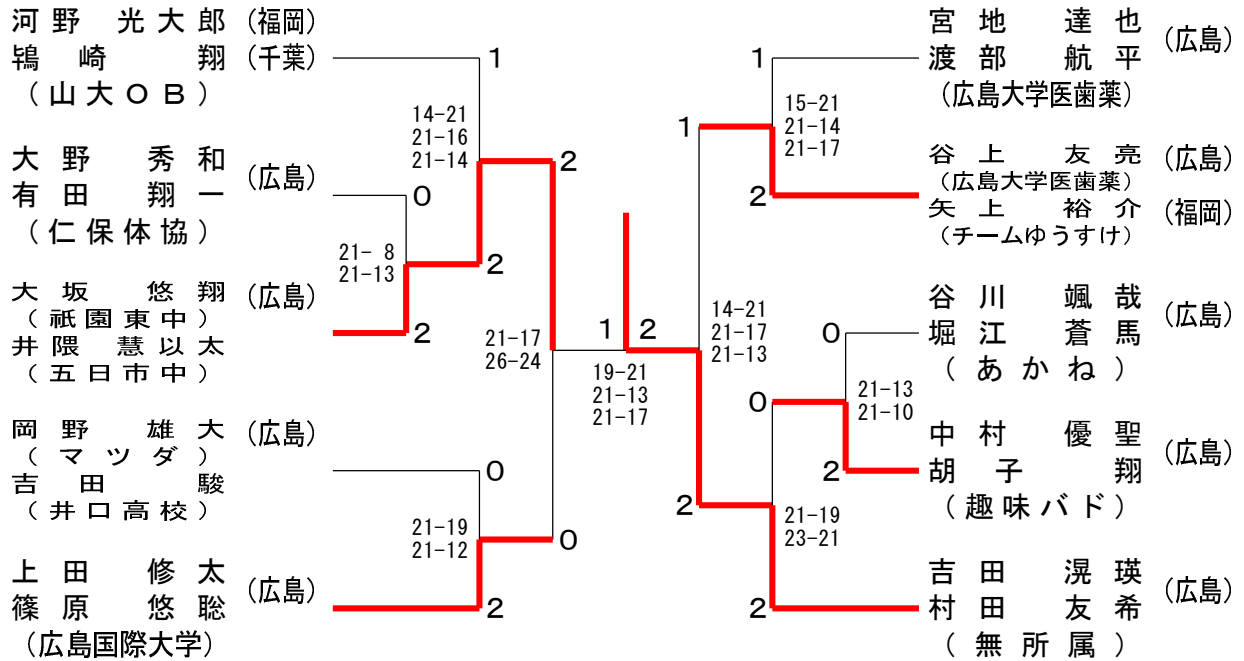 河野 光大郎 (福岡)
鴇崎 翔 (千葉)
(山大OB)
大野 秀和
有田 翔一
(広島)
(仁保体協)
大坂 悠翔 (広島)
(祇園東中)
井隈 慧以太
(五日市中)
岡野 雄大 (広島)
(マツダ)
吉田 駿
(井口高校)
上田 修太
篠原 悠聡
(広島)
(広島国際大学)
1
14-21
21-16
21-14
2
0
21- 8
21-13
2
2
21-17
26-24
0
21-19
21-12
0
2
1 2
19-21
21-13
21-17
1
15-21
21-14
21-17
1
2
14-21
21-17
21-13
0
21-13
21-10
0
2
2
21-19
23-21
2
宮地 達也
渡部 航平
(広島)
(広島大学医歯薬)
谷上 友亮 (広島)
(広島大学医歯薬)
矢上 裕介 (福岡)
(チームゆうすけ)
谷川 颯哉
堀江 蒼馬
(広島)
(あかね)
中村 優聖
胡子 翔
(広島)
(趣味バド)
吉田 滉瑛
村田 友希
(広島)
(無所属)